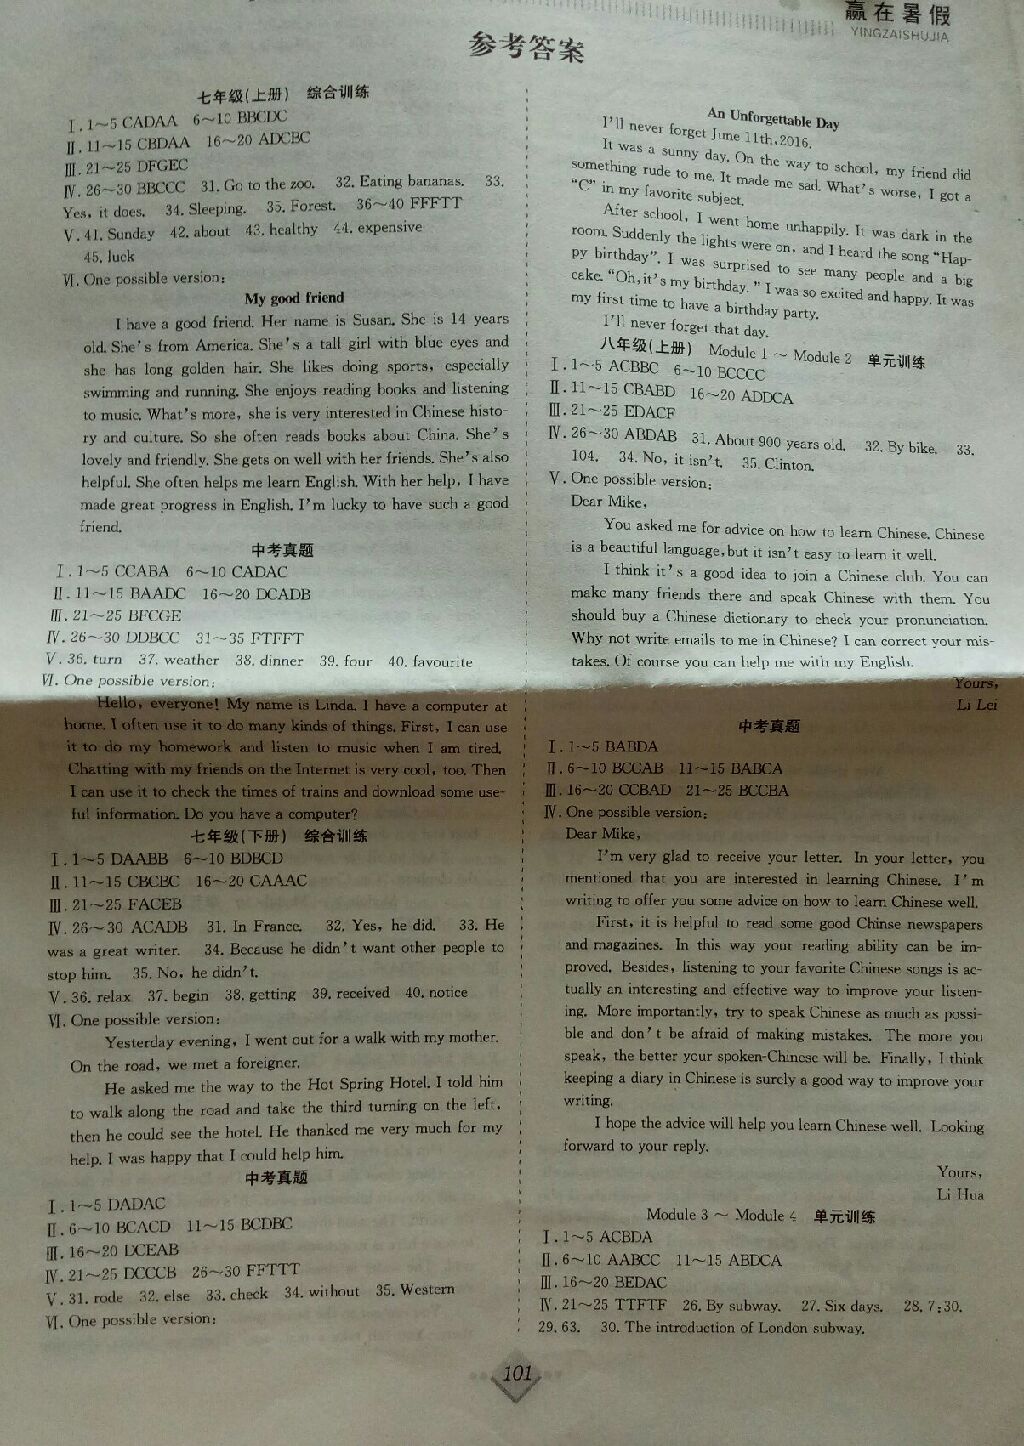 赢在暑假
YINGZAISHUJIA
参考答案
七年级(上册) 综合训练
Ⅰ.1~5 CADAA 6~10 BBCDC
Ⅱ.11~15 CBDAA 16~20 ADCBC
Ⅲ.21~25 DFGEC
Ⅳ.26~30 BBCCC 31. Go to the zoo. 32. Eating bananas. 33.
Yes, it does. 34. Sleeping. 35. Forest. 36~40 FFFTT
Ⅴ.41. Sunday 42. about 43. healthy 44. expensive
45. luck
Ⅵ. One possible version:
My good friend
I have a good friend. Her name is Susan. She is 14 years
old. She's from America. She's a tall girl with blue eyes and
she has long golden hair. She likes doing sports, especially
swimming and running. She enjoys reading books and listening
to music. What's more, she is very interested in Chinese histo-
ry and culture. So she often reads books about China. She's
lovely and friendly. She gets on well with her friends. She's also
helpful. She often helps me learn English. With her help, I have
made great progress in English. I'm lucky to have such a good
friend.
中考真题
Ⅰ.1~5 CCABA 6~10 CADAC
Ⅱ.11~15 BAADC 16~20 DCADB
Ⅲ.21~25 BFCGE
Ⅳ.26~30 DDBCC 31~35 FTFFT
Ⅴ.36. turn 37. weather 38. dinner 39. four 40. favourite
Ⅵ. One possible version:
Hello, everyone! My name is Linda. I have a computer at
home. I often use it to do many kinds of things. First, I can use
it to do my homework and listen to music when I am tired.
Chatting with my friends on the Internet is very cool, too. Then
I can use it to check the times of trains and download some use-
ful information. Do you have a computer?
七年级(下册) 综合训练
Ⅰ.1~5 DAABB 6~10 BDBCD
Ⅱ.11~15 CBCBC 16~20 CAAAC
Ⅲ.21~25 FACEB
Ⅳ.26~30 ACADB 31. In France. 32. Yes, he did. 33. He
was a great writer. 34. Because he didn't want other people to
stop him. 35. No, he didn't.
Ⅴ.36. relax 37. begin 38. getting 39. received 40. notice
Ⅵ. One possible version:
Yesterday evening, I went out for a walk with my mother.
On the road, we met a foreigner.
He asked me the way to the Hot Spring Hotel. I told him
to walk along the road and take the third turning on the left,
then he could see the hotel. He thanked me very much for my
help. I was happy that I could help him.
中考真题
Ⅰ.1~5 DADAC
Ⅱ.6~10 BCACD 11~15 BCDBC
Ⅲ.16~20 DCEAB
Ⅳ.21~25 DCCCB 26~30 FFTTT
Ⅴ.31. rode 32. else 33. check 34. without 35. Western
Ⅵ. One possible version:
An Unforgettable Day
I'll never forget June 11th, 2016.
It was a sunny day. On the way to school, my friend did
something rude to me. It made me sad. What's worse, I got a
"C" in my favorite subject.
After school, I went home unhappily. It was dark in the
room. Suddenly the lights were on, and I heard the song "Hap-
py birthday". I was surprised to see many people and a big
cake. "Oh, it's my birthday." I was so excited and happy. It was
my first time to have a birthday party.
I'll never forget that day.
八年级(上册) Module 1 ~ Module 2 单元训练
Ⅰ.1~5 ACBBC 6~10 BCCCC
Ⅱ.11~15 CBABD 16~20 ADDCA
Ⅲ.21~25 EDACF
Ⅳ.26~30 ABDAB 31. About 900 years old. 32. By bike. 33.
104. 34. No, it isn't. 35. Clinton.
Ⅴ. One possible version:
Dear Mike,
You asked me for advice on how to learn Chinese. Chinese
is a beautiful language, but it isn't easy to learn it well.
I think it's a good idea to join a Chinese club. You can
make many friends there and speak Chinese with them. You
should buy a Chinese dictionary to check your pronunciation.
Why not write emails to me in Chinese? I can correct your mis-
takes. Of course you can help me with my English.
Yours,
Li Lei
中考真题
Ⅰ.1~5 BABDA
Ⅱ.6~10 BCCAB 11~15 BABCA
Ⅲ.16~20 CCBAD 21~25 BCCBA
Ⅳ. One possible version:
Dear Mike,
I'm very glad to receive your letter. In your letter, you
mentioned that you are interested in learning Chinese. I'm
writing to offer you some advice on how to learn Chinese well.
First, it is helpful to read some good Chinse newspapers
and magazines. In this way your reading ability can be im-
proved. Besides, listening to your favorite Chinese songs is ac-
tually an interesting and effective way to improve your listen-
ing. More importantly, try to speak Chinese as much as possi-
ble and don't be afraid of making mistakes. The more you
speak, the better your spoken-Chinese will be. Finally, I think
keeping a diary in Chinese is surely a good way to improve your
writing.
I hope the advice will help you learn Chinese well. Looking
forward to your reply.
Yours,
Li Hua
Module 3 ~ Module 4 单元训练
Ⅰ.1~5 ACBDA
Ⅱ.6~10 AABCC 11~15 ABDCA
Ⅲ.16~20 BEDAC
Ⅳ.21~25 TTFTF 26. By subway. 27. Six days. 28. 7:30.
29. 63. 30. The introduction of London subway.
101